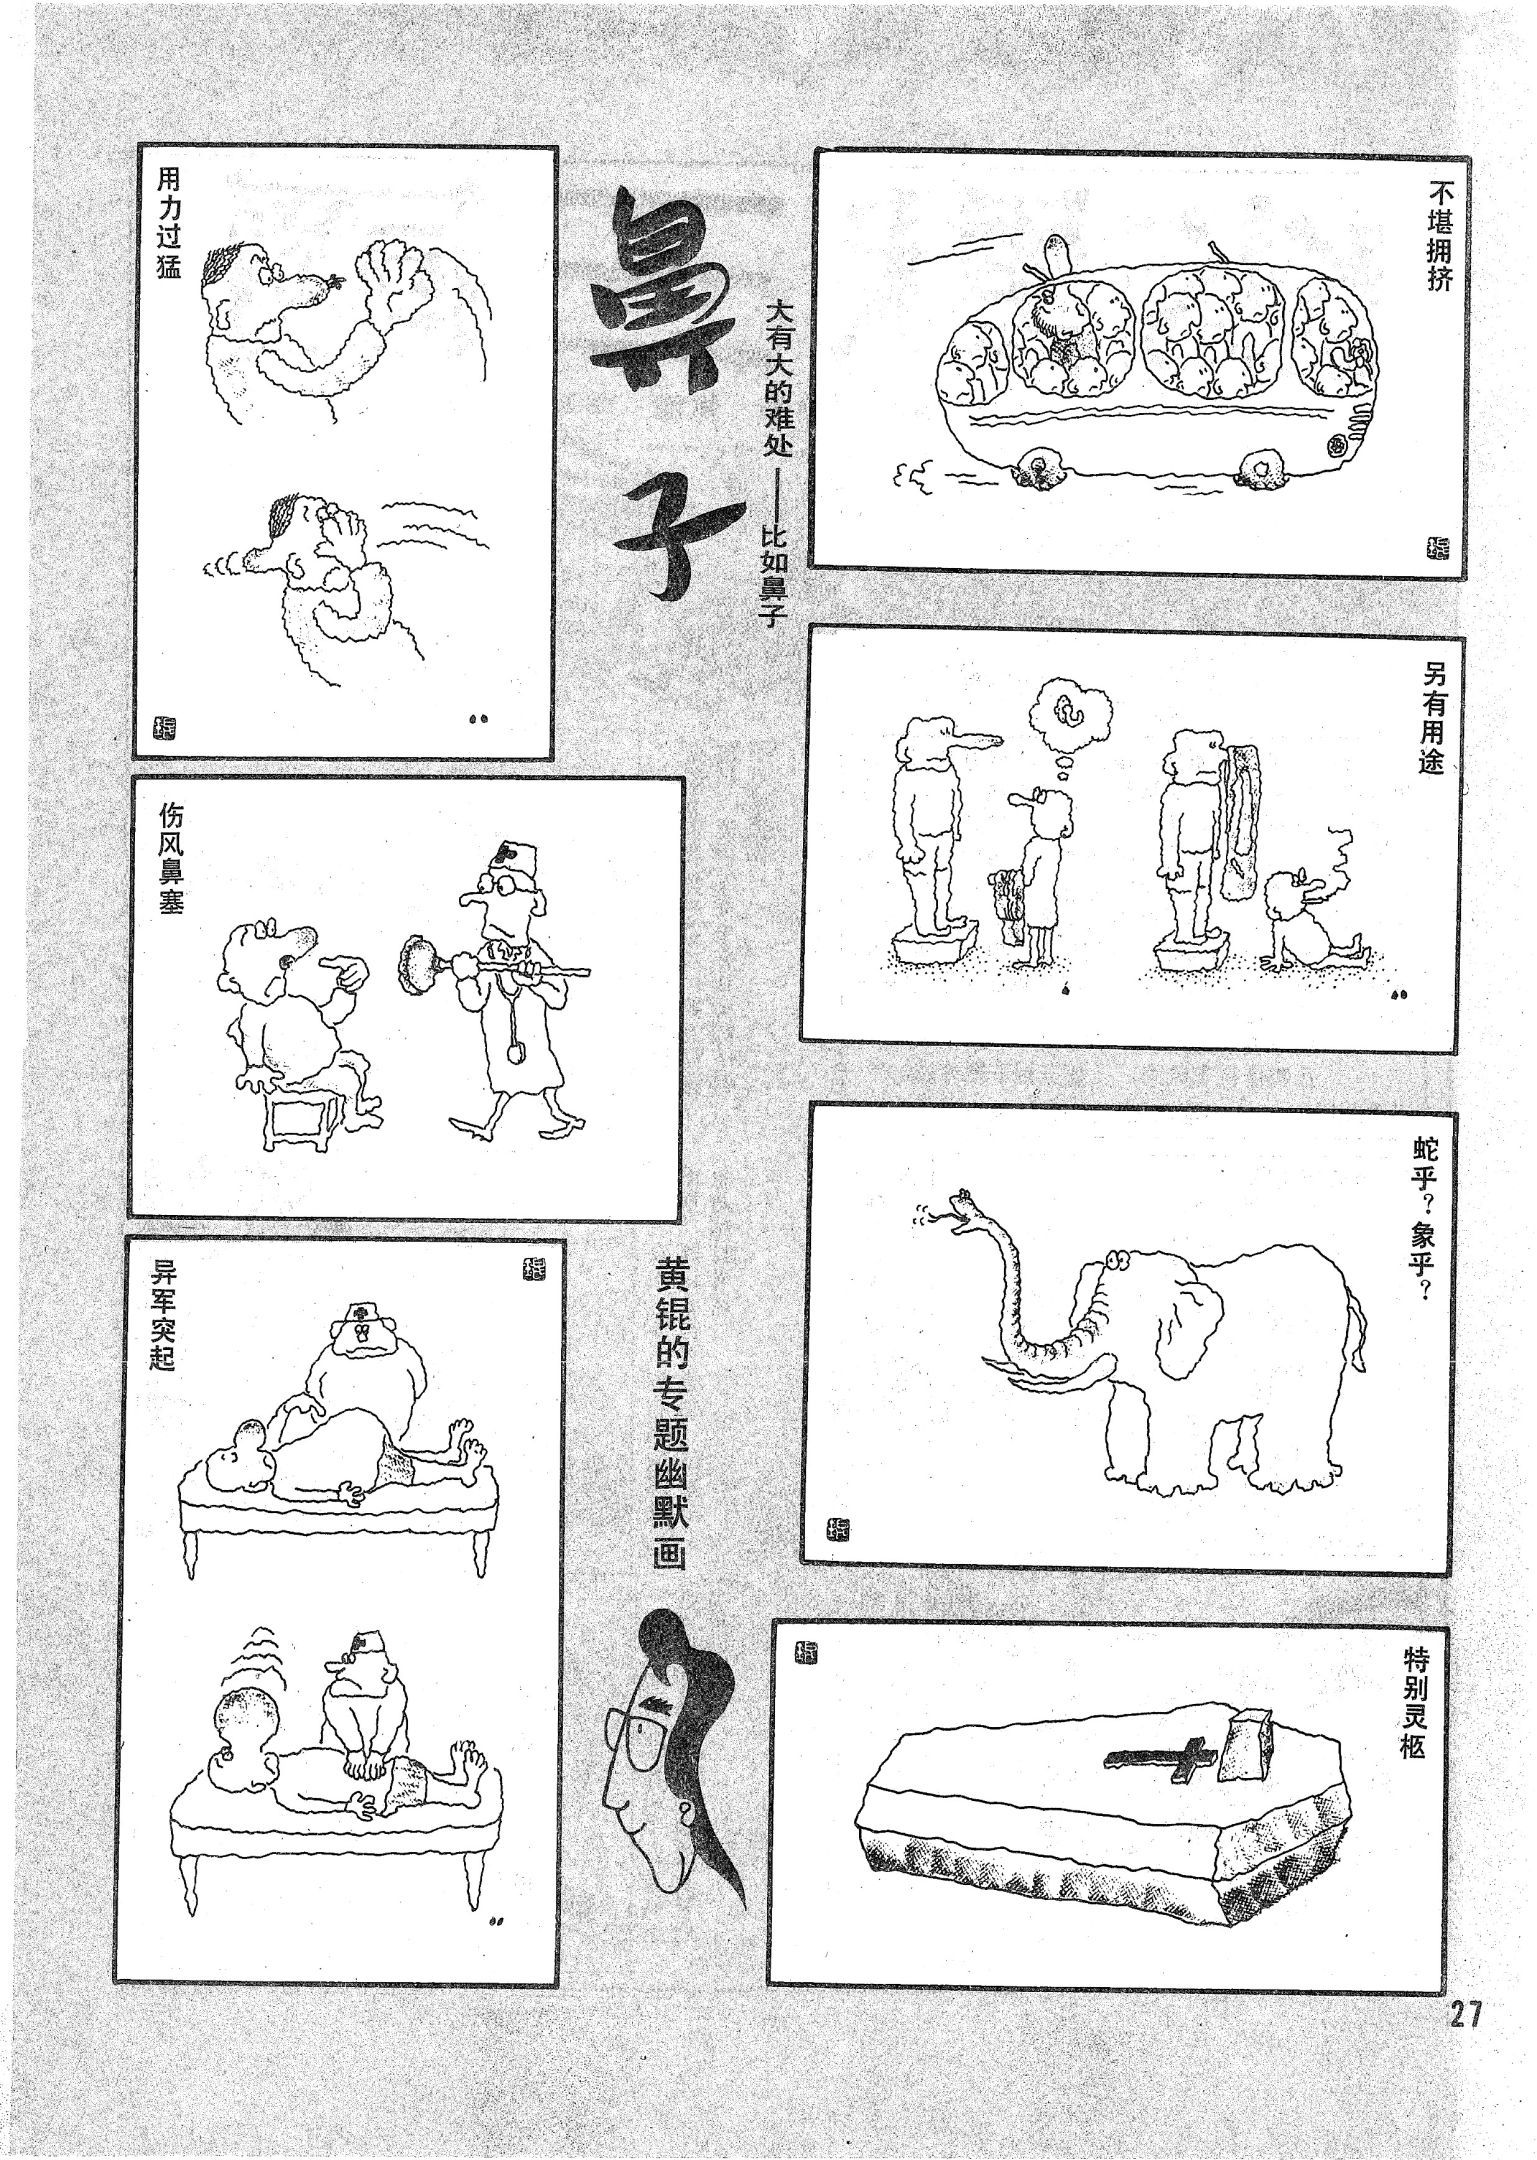 鼻子
大有大的难处——比如鼻子
用力过猛
伤风鼻塞
异军突起
黄锟的专题幽默画
不堪拥挤
另有用途
蛇乎？象乎？
特别灵柩
27